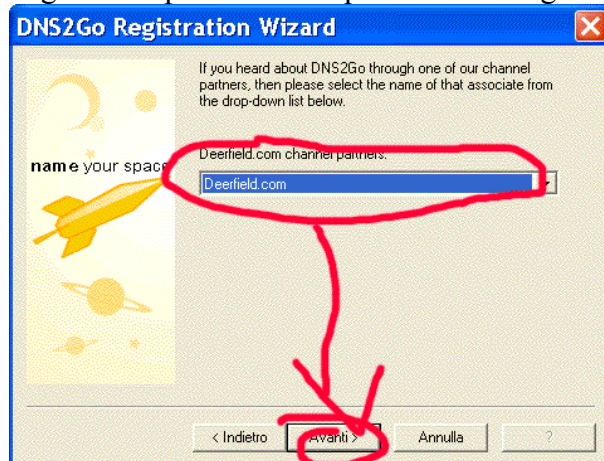 DNS2Go Registration Wizard
If you heard about DNS2Go through one of our channel
partners, then please select the name of that associate from
the drop-down list below.
Deerfield.com channel partners:
name your space
Deerfield.com
< Indietro
Avanti >
Annulla
?